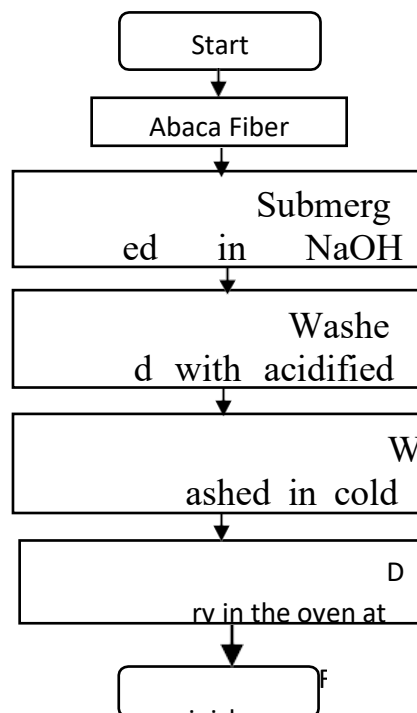 Start
Abaca Fiber
Submerg
ed in NaOH
Washe
d with acidified
W
ashed in cold
D
ry in the oven at
F